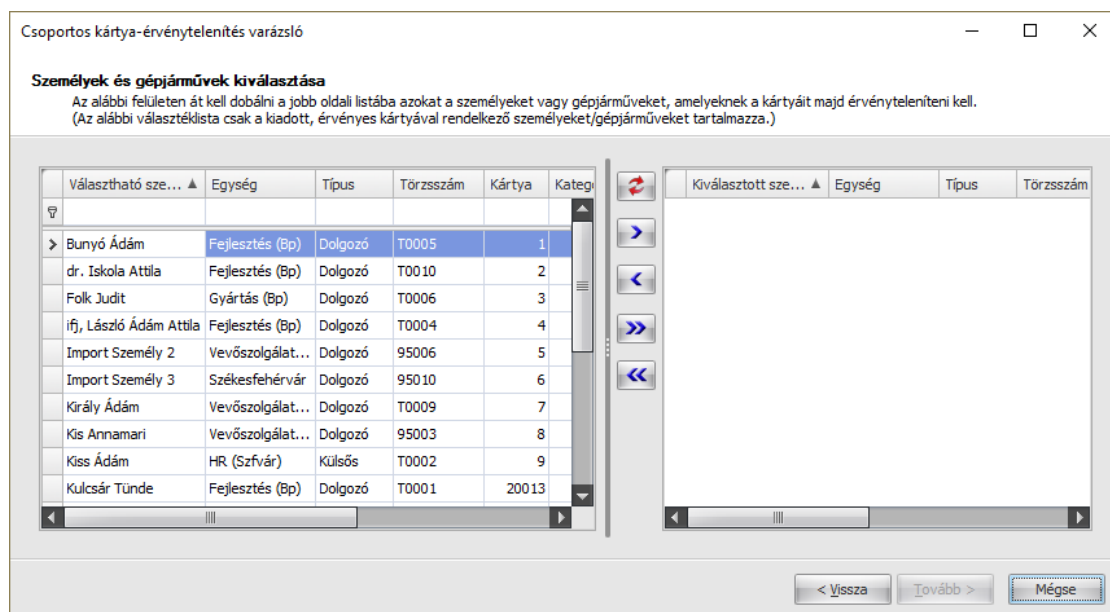 Csoportos kártya-érvénytelenítés varázsló
Személyek és gépjárművek kiválasztása
Az alábbi felületen át kell dobálni a jobb oldali listába azokat a személyeket vagy gépjárműveket, amelyeknek a kártyáit majd érvényteleníteni kell.
(Az alábbi választéklista csak a kiadott, érvényes kártyával rendelkező személyeket/gépjárműveket tartalmazza.)
Választható sze... Egység Típus Törzsszám Kártya Kateg
Bunyó Ádám Fejlesztés (Bp) Dolgozó T0005 1
dr. Iskola Attila Fejlesztés (Bp) Dolgozó T0010 2
Folk Judit Gyártás (Bp) Dolgozó T0006 3
ifj, László Ádám Attila Fejlesztés (Bp) Dolgozó T0004 4
Import Személy 2 Vevőszolgálat... Dolgozó 95006 5
Import Személy 3 Székesfehérvár Dolgozó 95010 6
Király Ádám Vevőszolgálat... Dolgozó T0009 7
Kis Annamari Vevőszolgálat... Dolgozó 95003 8
Kiss Ádám HR (Szfvár) Külsős T0002 9
Kulcsár Tünde Fejlesztés (Bp) Dolgozó T0001 20013
Kiválasztott sze... Egység Típus Törzsszám
< Vissza Tovább > Mégse